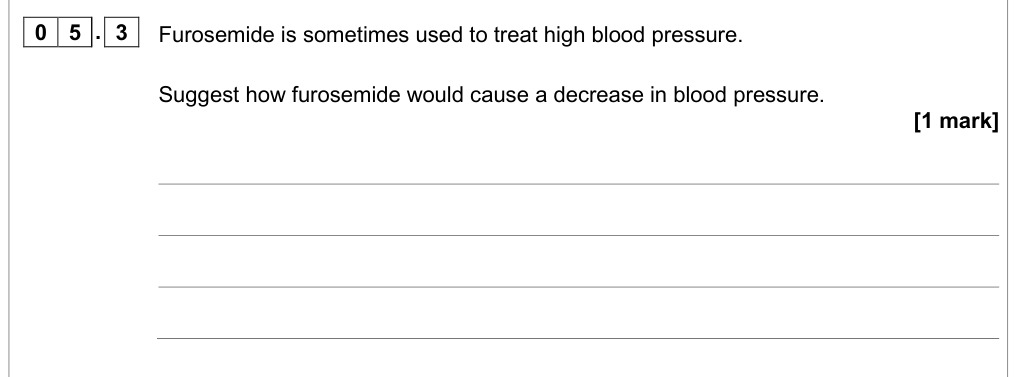 0 5 . 3 Furosemide is sometimes used to treat high blood pressure.
Suggest how furosemide would cause a decrease in blood pressure.
[1 mark]